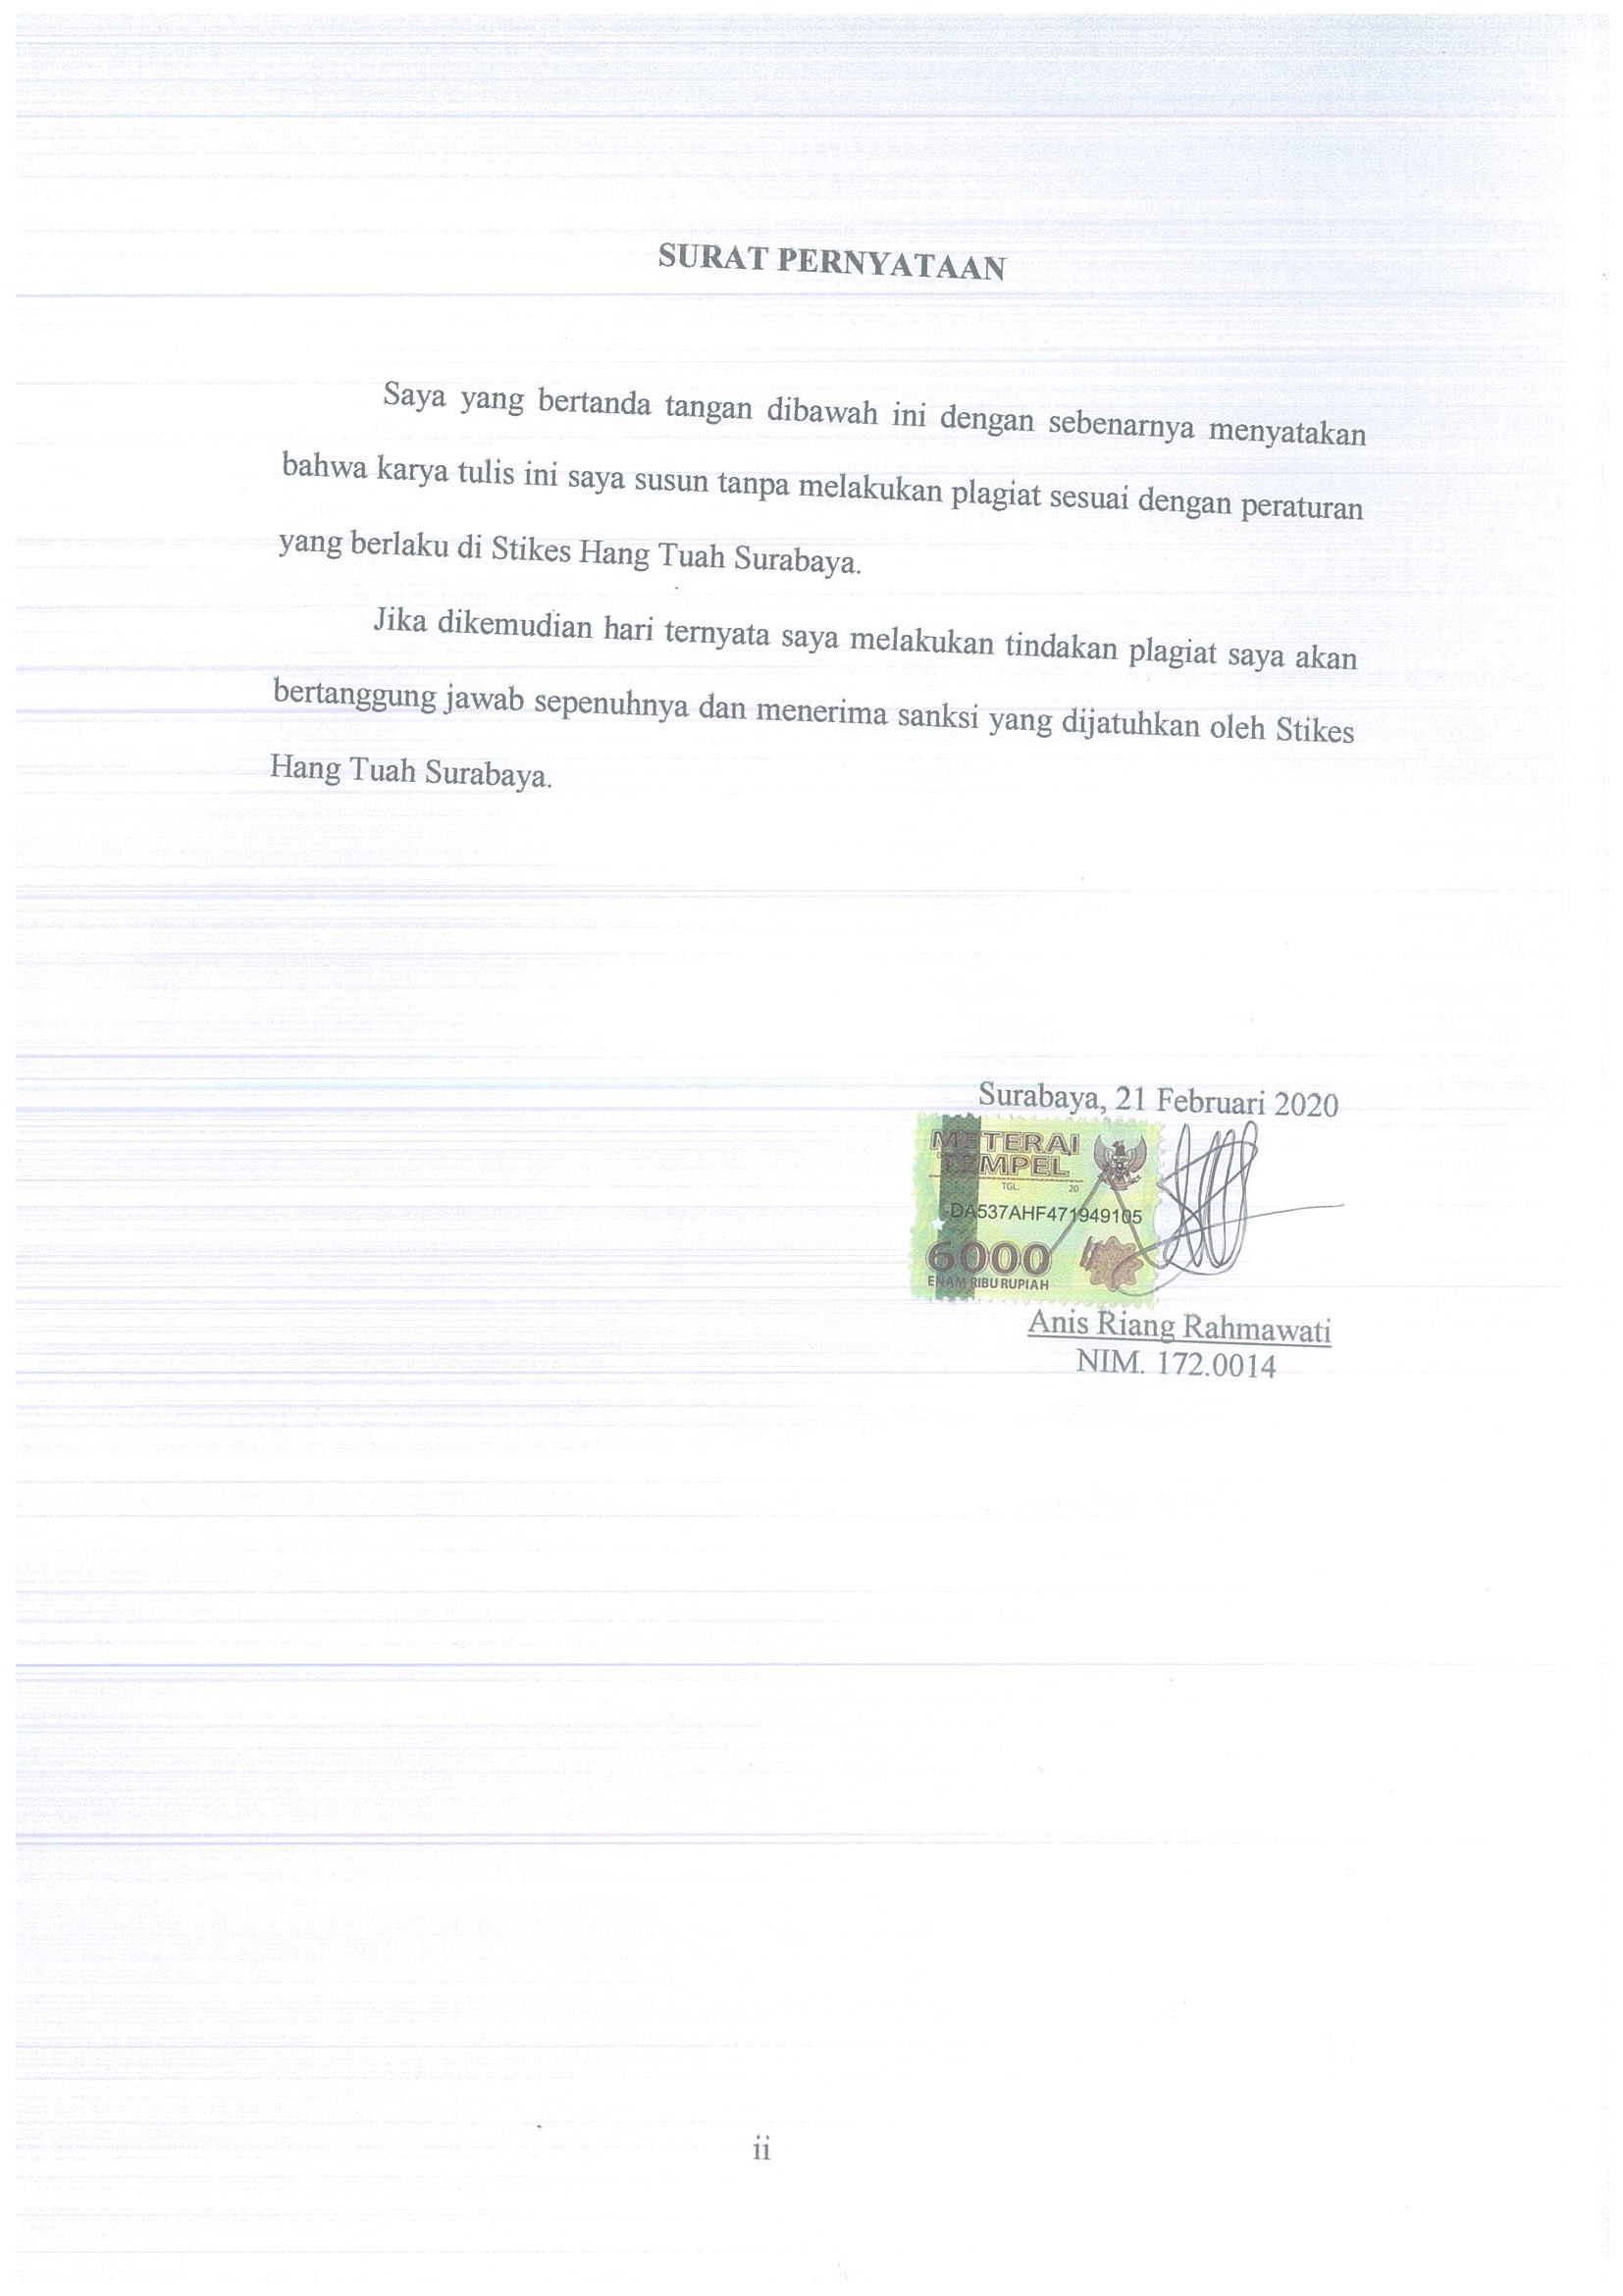 SURAT PERNYATAAN
Saya yang bertanda tangan dibawah ini dengan sebenarnya menyatakan
bahwa karya tulis ini saya susun tanpa melakukan plagiat sesuai dengan peraturan
yang berlaku di Stikes Hang Tuah Surabaya.
Jika dikemudian hari ternyata saya melakukan tindakan plagiat saya akan
bertanggung jawab sepenuhnya dan menerima sanksi yang dijatuhkan oleh Stikes
Hang Tuah Surabaya.
Surabaya, 21 Februari 2020
METERAI
TEMPEL
TGL. 20
DA537AHF471949105
6000
ENAM RIBU RUPIAH
Anis Riang Rahmawati
NIM. 172.0014
ii